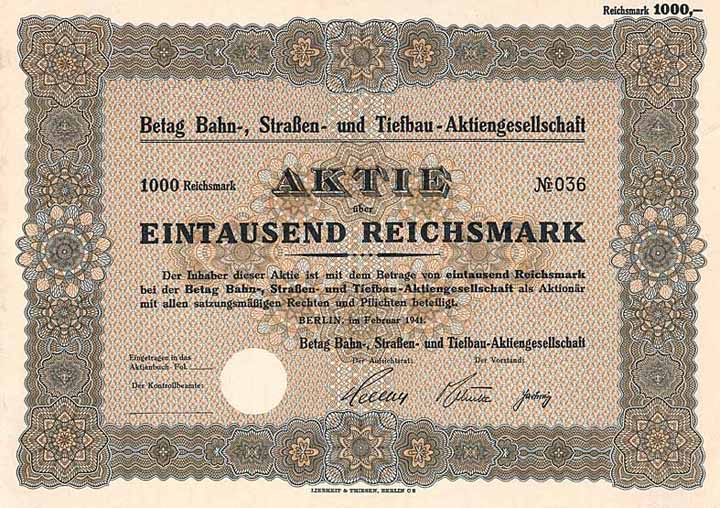 Reichsmark 1000,—
Betag Bahn-, Straßen- und Tiefbau-Aktiengesellschaft
1000 Reichsmark AKTIE № 036
über
EINTAUSEND REICHSMARK
Der Inhaber dieser Aktie ist mit dem Betrage von eintausend Reichsmark
bei der Betag Bahn-, Straßen- und Tiefbau-Aktiengesellschaft als Aktionär
mit allen satzungsmäßigen Rechten und Pflichten beteiligt.
BERLIN, im Februar 1941.
Betag Bahn-, Straßen- und Tiefbau-Aktiengesellschaft
Eingetragen in das
Aktienbuch Fol.
Der Aufsichtsrat: Der Vorstand:
Der Kontrollbeamte: